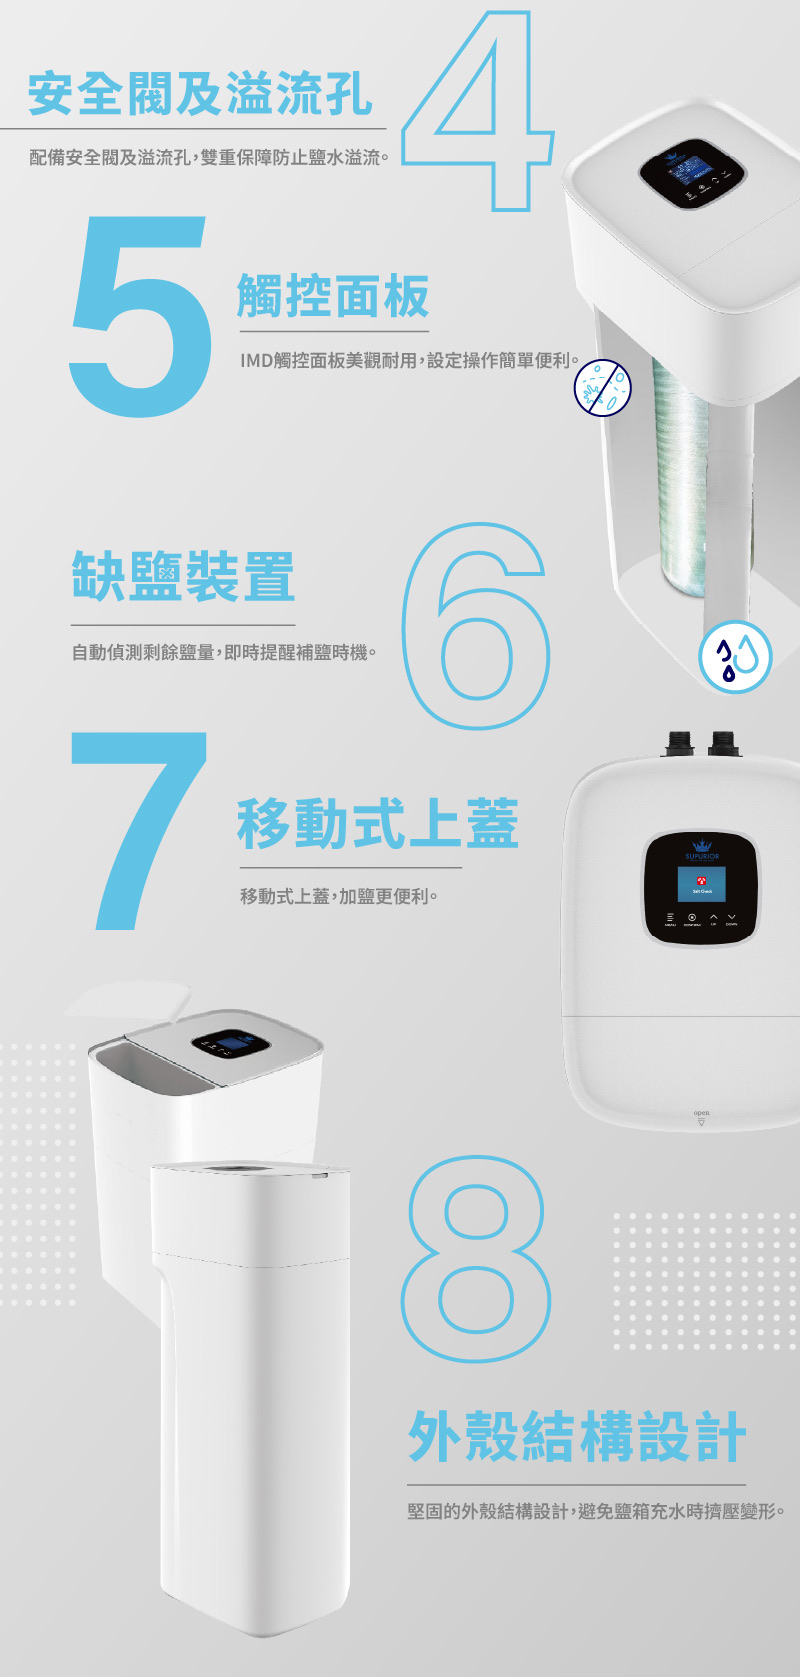 4
安全閥及溢流孔
配備安全閥及溢流孔,雙重保障防止鹽水溢流。
5
觸控面板
IMD觸控面板美觀耐用,設定操作簡單便利。
6
缺鹽裝置
自動偵測剩餘鹽量,即時提醒補鹽時機。
7
移動式上蓋
移動式上蓋,加鹽更便利。
SUPURIOR
Salt Check
MENU CONFIRM UP DOWN
open
8
外殼結構設計
堅固的外殼結構設計,避免鹽箱充水時擠壓變形。